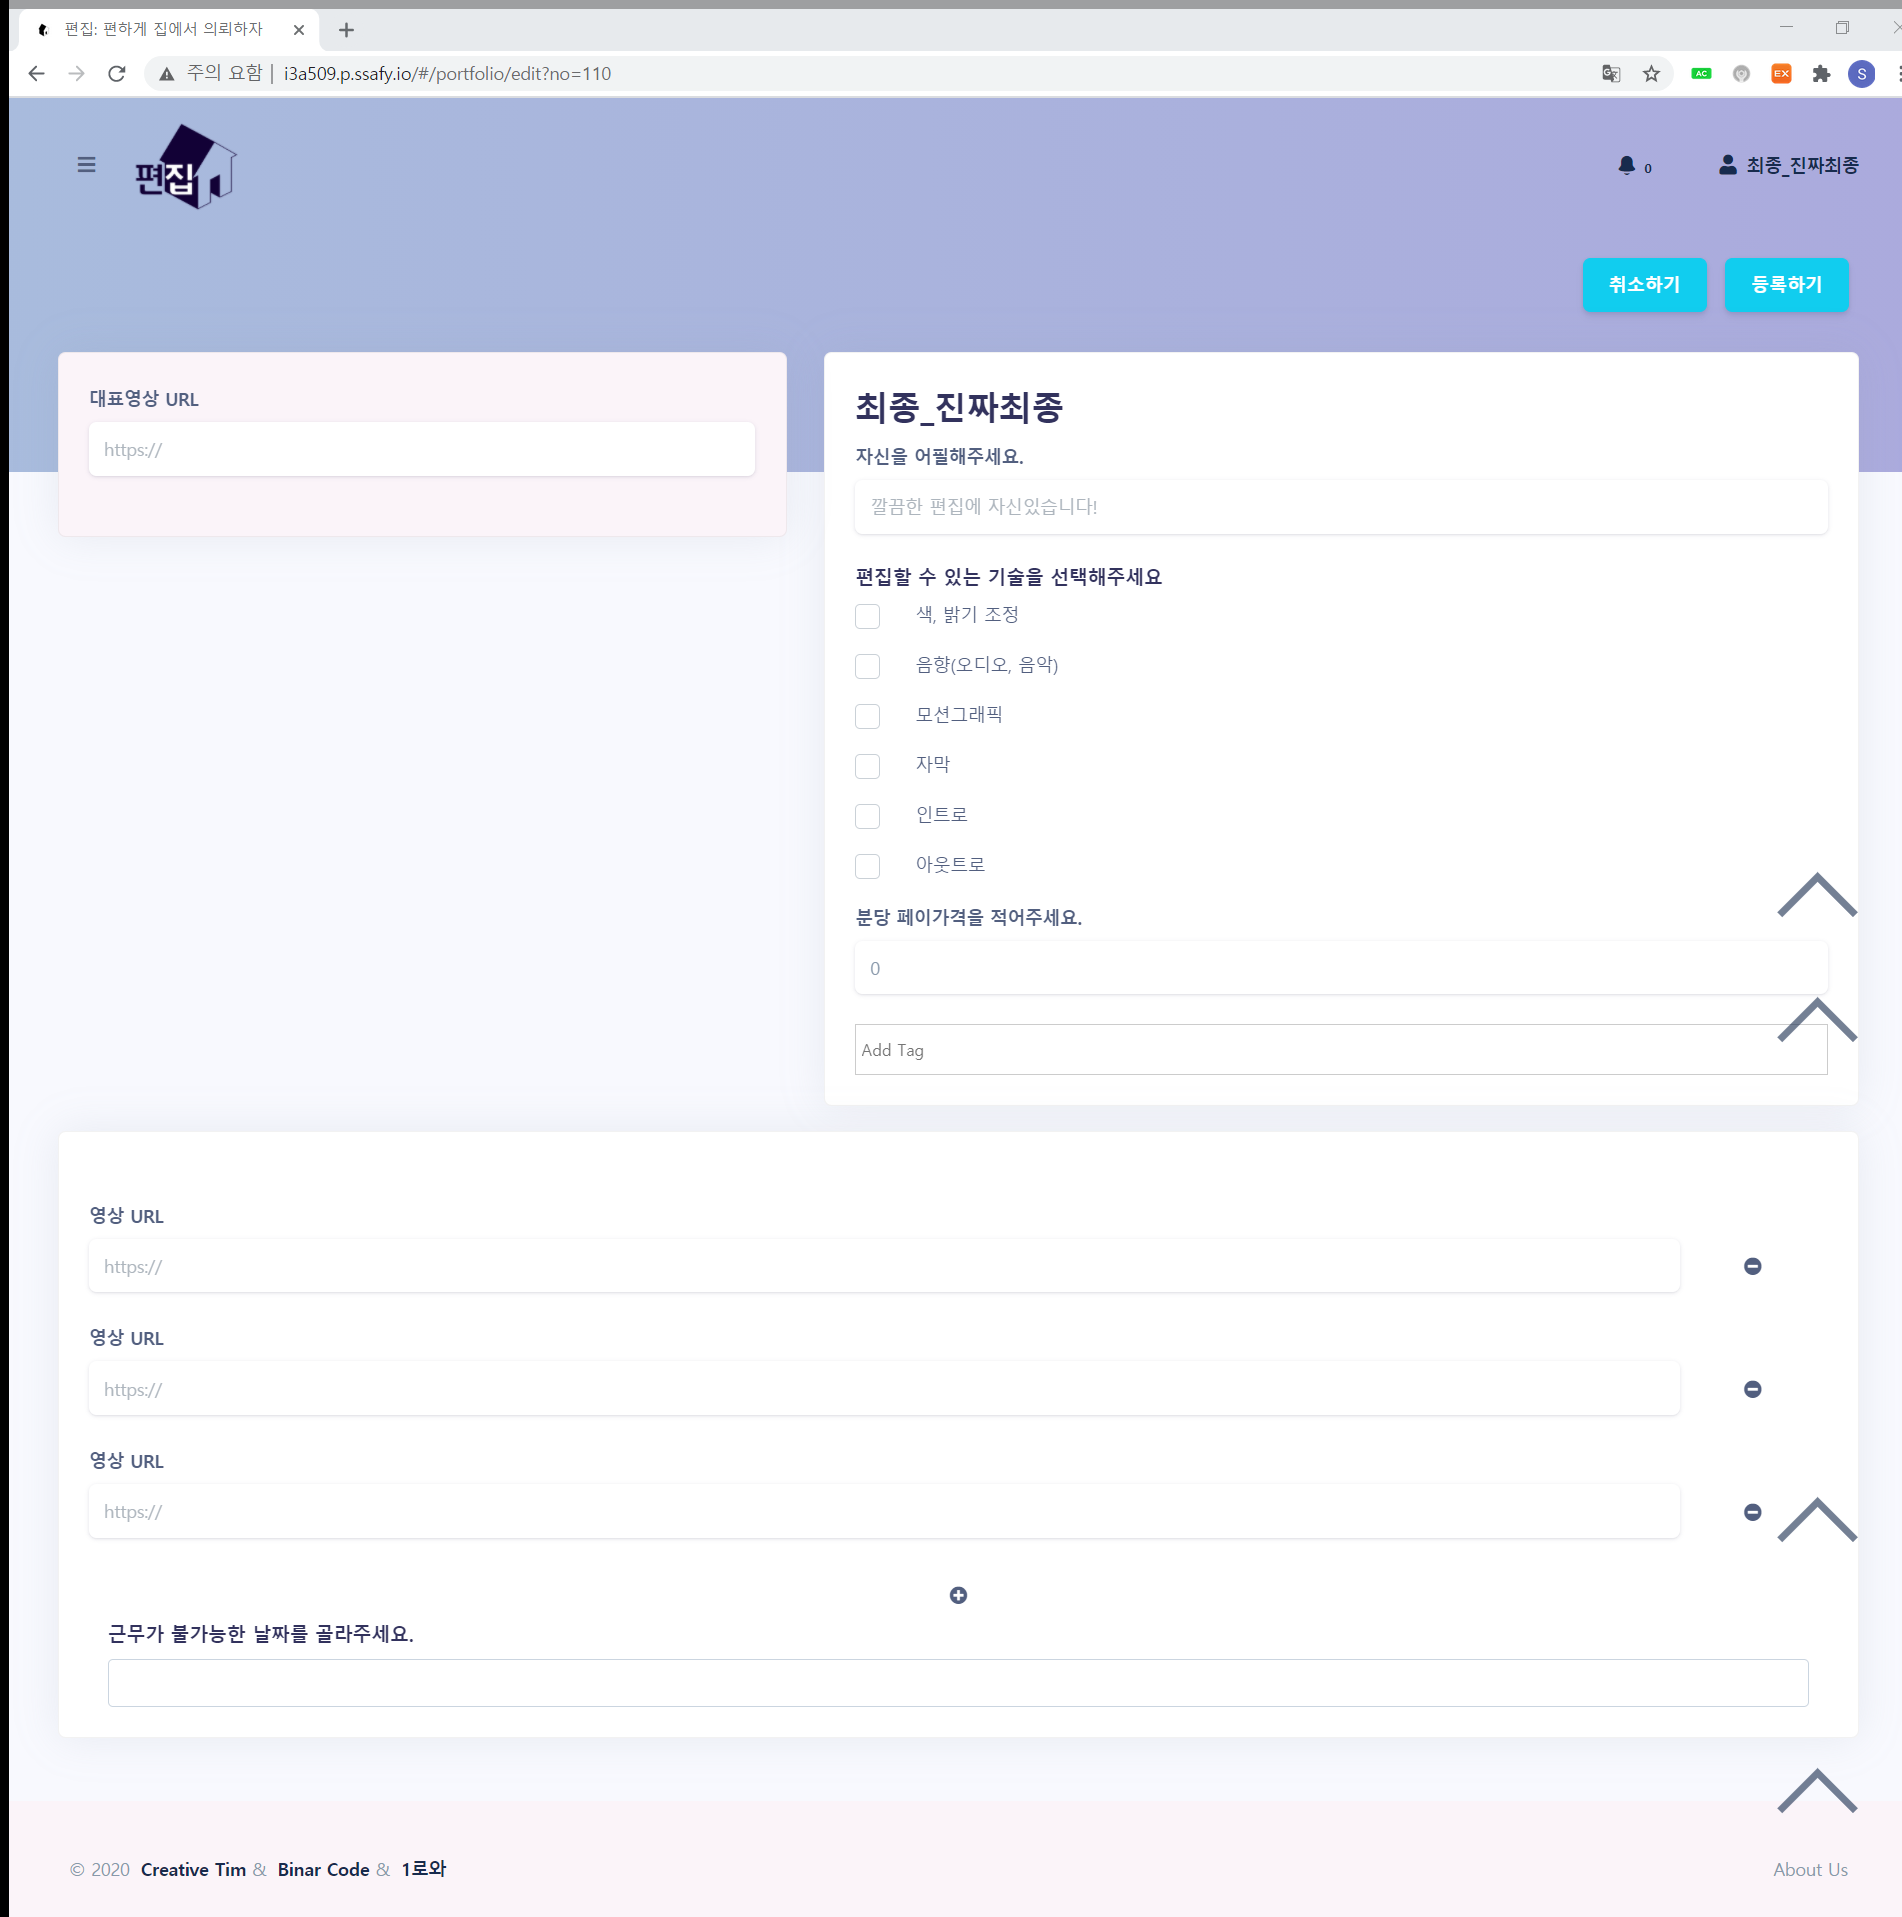 편집: 편하게 집에서 의뢰하자
주의 요함 | i3a509.p.ssafy.io/#/portfolio/edit?no=110
AC
EX
S
편집
0
최종_진짜최종
취소하기
등록하기
대표영상 URL
https://
최종_진짜최종
자신을 어필해주세요.
깔끔한 편집에 자신있습니다!
편집할 수 있는 기술을 선택해주세요
색, 밝기 조정
음향(오디오, 음악)
모션그래픽
자막
인트로
아웃트로
분당 페이가격을 적어주세요.
0
Add Tag
영상 URL
https://
영상 URL
https://
영상 URL
https://
근무가 불가능한 날짜를 골라주세요.
© 2020 Creative Tim & Binar Code & 1로와
About Us